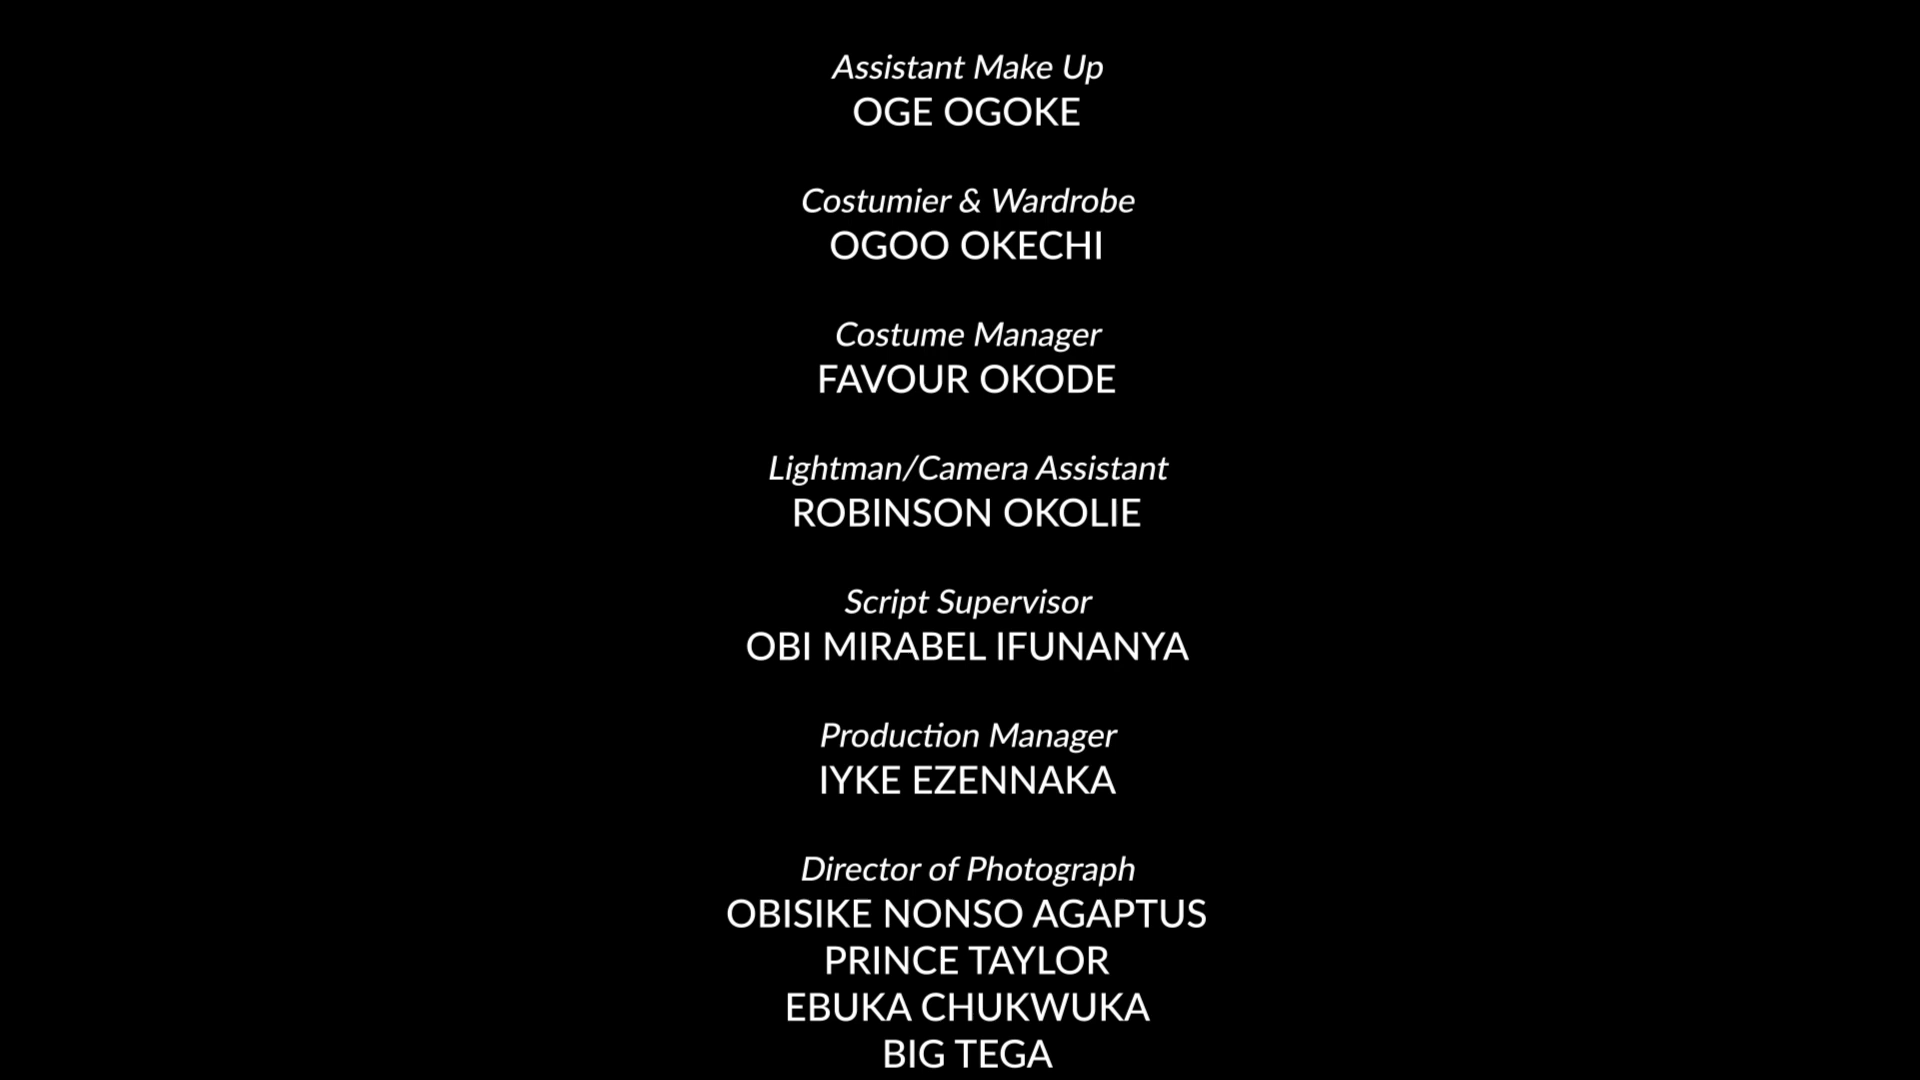 Assistant Make Up
OGE OGOKE
Costumier & Wardrobe
OGOO OKECHI
Costume Manager
FAVOUR OKODE
Lightman/Camera Assistant
ROBINSON OKOLIE
Script Supervisor
OBI MIRABEL IFUNANYA
Production Manager
IYKE EZENNAKA
Director of Photograph
OBISIKE NONSO AGAPTUS
PRINCE TAYLOR
EBUKA CHUKWUKA
BIG TEGA